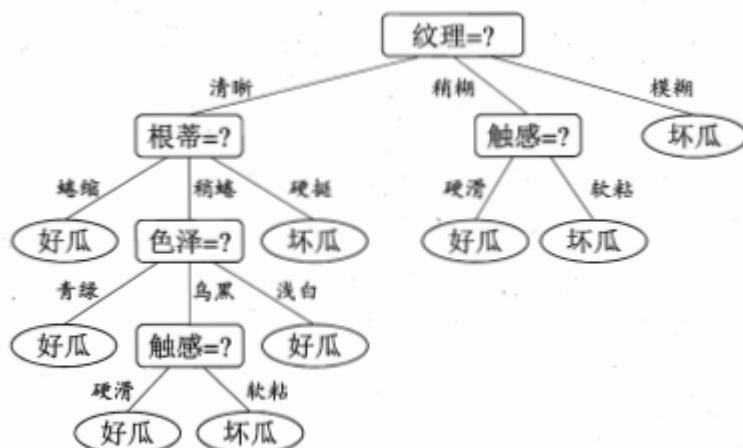 纹理=?
清晰 稍糊 模糊
根蒂=? 触感=? 坏瓜
蜷缩 稍蜷 硬挺 硬滑 软粘
好瓜 色泽=? 坏瓜 好瓜 坏瓜
青绿 乌黑 浅白
好瓜 触感=? 好瓜
硬滑 软粘
好瓜 坏瓜